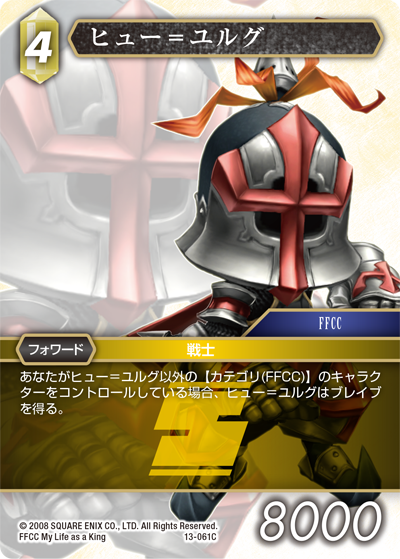 4
ヒュー＝ユルグ
FFCC
フォワード
戦士
あなたがヒュー＝ユルグ以外の【カテゴリ(FFCC)】のキャラク
ターをコントロールしている場合、ヒュー＝ユルグはブレイブ
を得る。
土
© 2008 SQUARE ENIX CO., LTD. All Rights Reserved.
FFCC My Life as a King
13-061C
8000